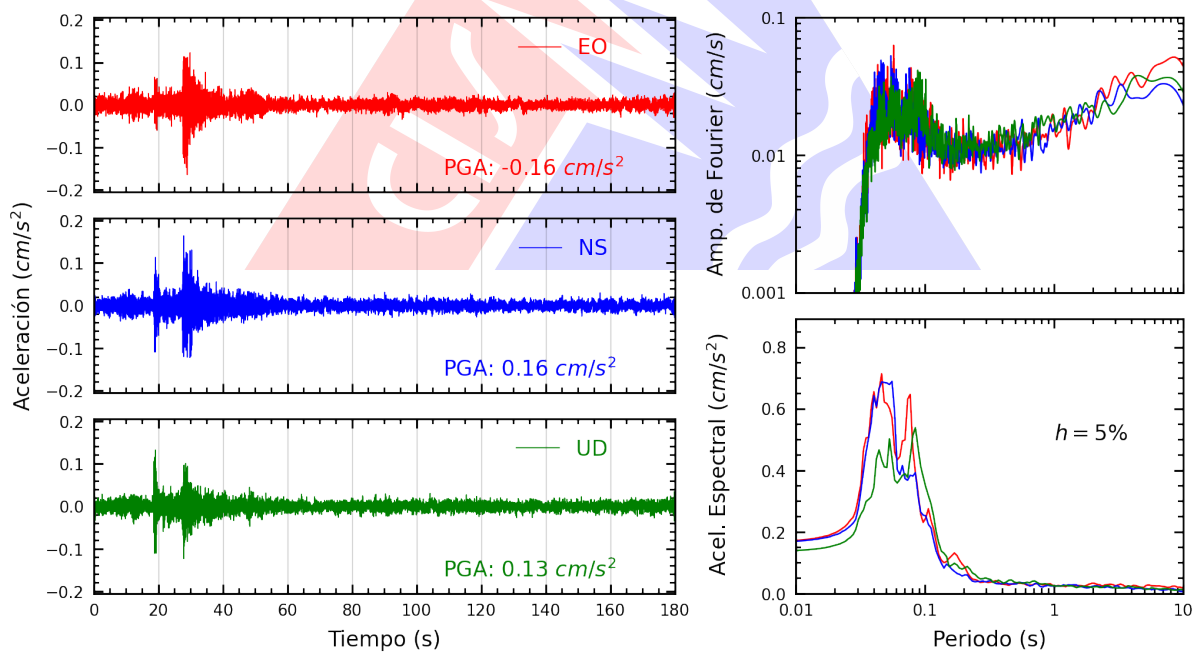 Aceleración (cm/s²)
0.2
0.1
0.0
−0.1
−0.2
EO
PGA: -0.16 cm/s²
0.2
0.1
0.0
−0.1
−0.2
NS
PGA: 0.16 cm/s²
0.2
0.1
0.0
−0.1
−0.2
UD
PGA: 0.13 cm/s²
0 20 40 60 80 100 120 140 160 180
Tiempo (s)
Amp. de Fourier (cm/s)
0.1
0.01
0.001
Acel. Espectral (cm/s²)
0.8
0.6
0.4
0.2
0.0
h = 5%
0.01 0.1 1 10
Periodo (s)